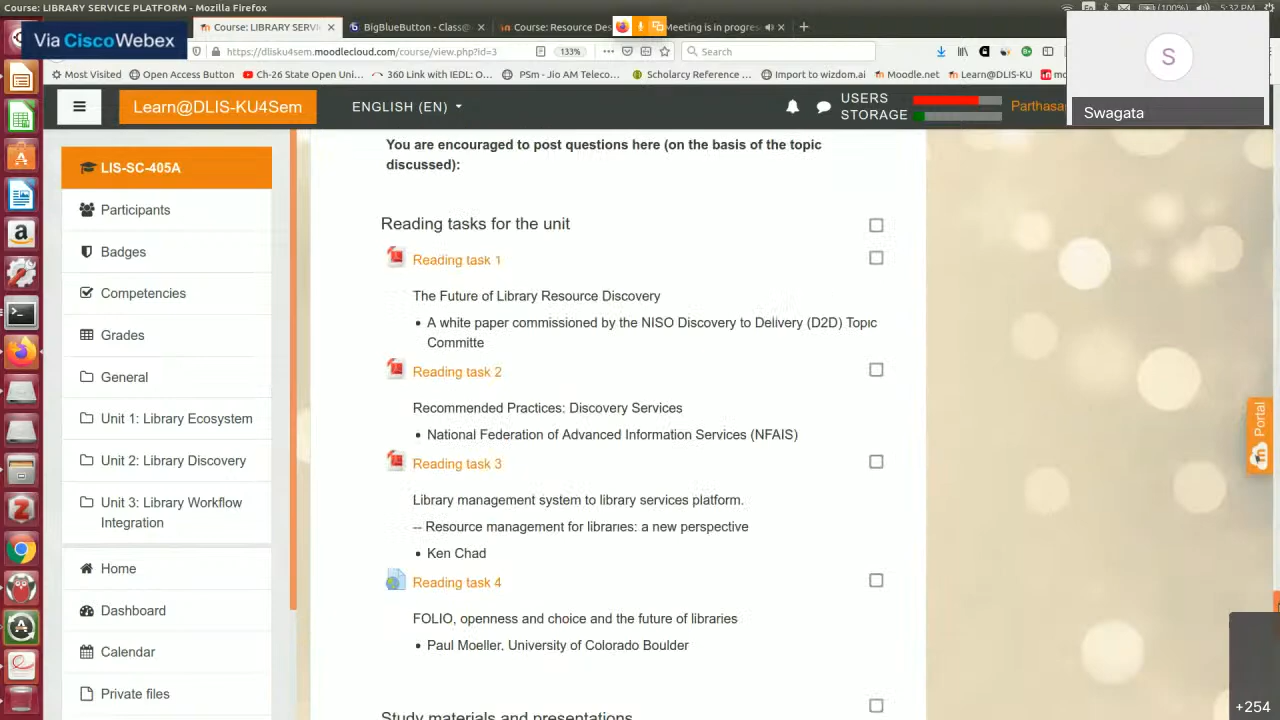 Course: LIBRARY SERVICE PLATFORM - Mozilla Firefox
5:32 PM
Via Cisco Webex
Course: LIBRARY SERVI
BigBlueButton - Class@
Course: Resource Des
Meeting is in progres
https://dlisku4sem.moodlecloud.com/course/view.php?id=3
133%
Search
Most Visited
Open Access Button
Ch-26 State Open Uni...
360 Link with IEDL: O...
PSm - Jio AM Teleco...
Scholarcy Reference ...
Import to wizdom.ai
Moodle.net
Learn@DLIS-KU
S
Swagata
Learn@DLIS-KU4Sem
ENGLISH (EN)
USERS
STORAGE
Parthasa
LIS-SC-405A
Participants
Badges
Competencies
Grades
General
Unit 1: Library Ecosystem
Unit 2: Library Discovery
Unit 3: Library Workflow
Integration
Home
Dashboard
Calendar
Private files
You are encouraged to post questions here (on the basis of the topic
discussed):
Reading tasks for the unit
Reading task 1
The Future of Library Resource Discovery
• A white paper commissioned by the NISO Discovery to Delivery (D2D) Topic
Committe
Reading task 2
Recommended Practices: Discovery Services
• National Federation of Advanced Information Services (NFAIS)
Reading task 3
Library management system to library services platform.
-- Resource management for libraries: a new perspective
• Ken Chad
Reading task 4
FOLIO, openness and choice and the future of libraries
• Paul Moeller. University of Colorado Boulder
Study materials and presentations
Portal
+254